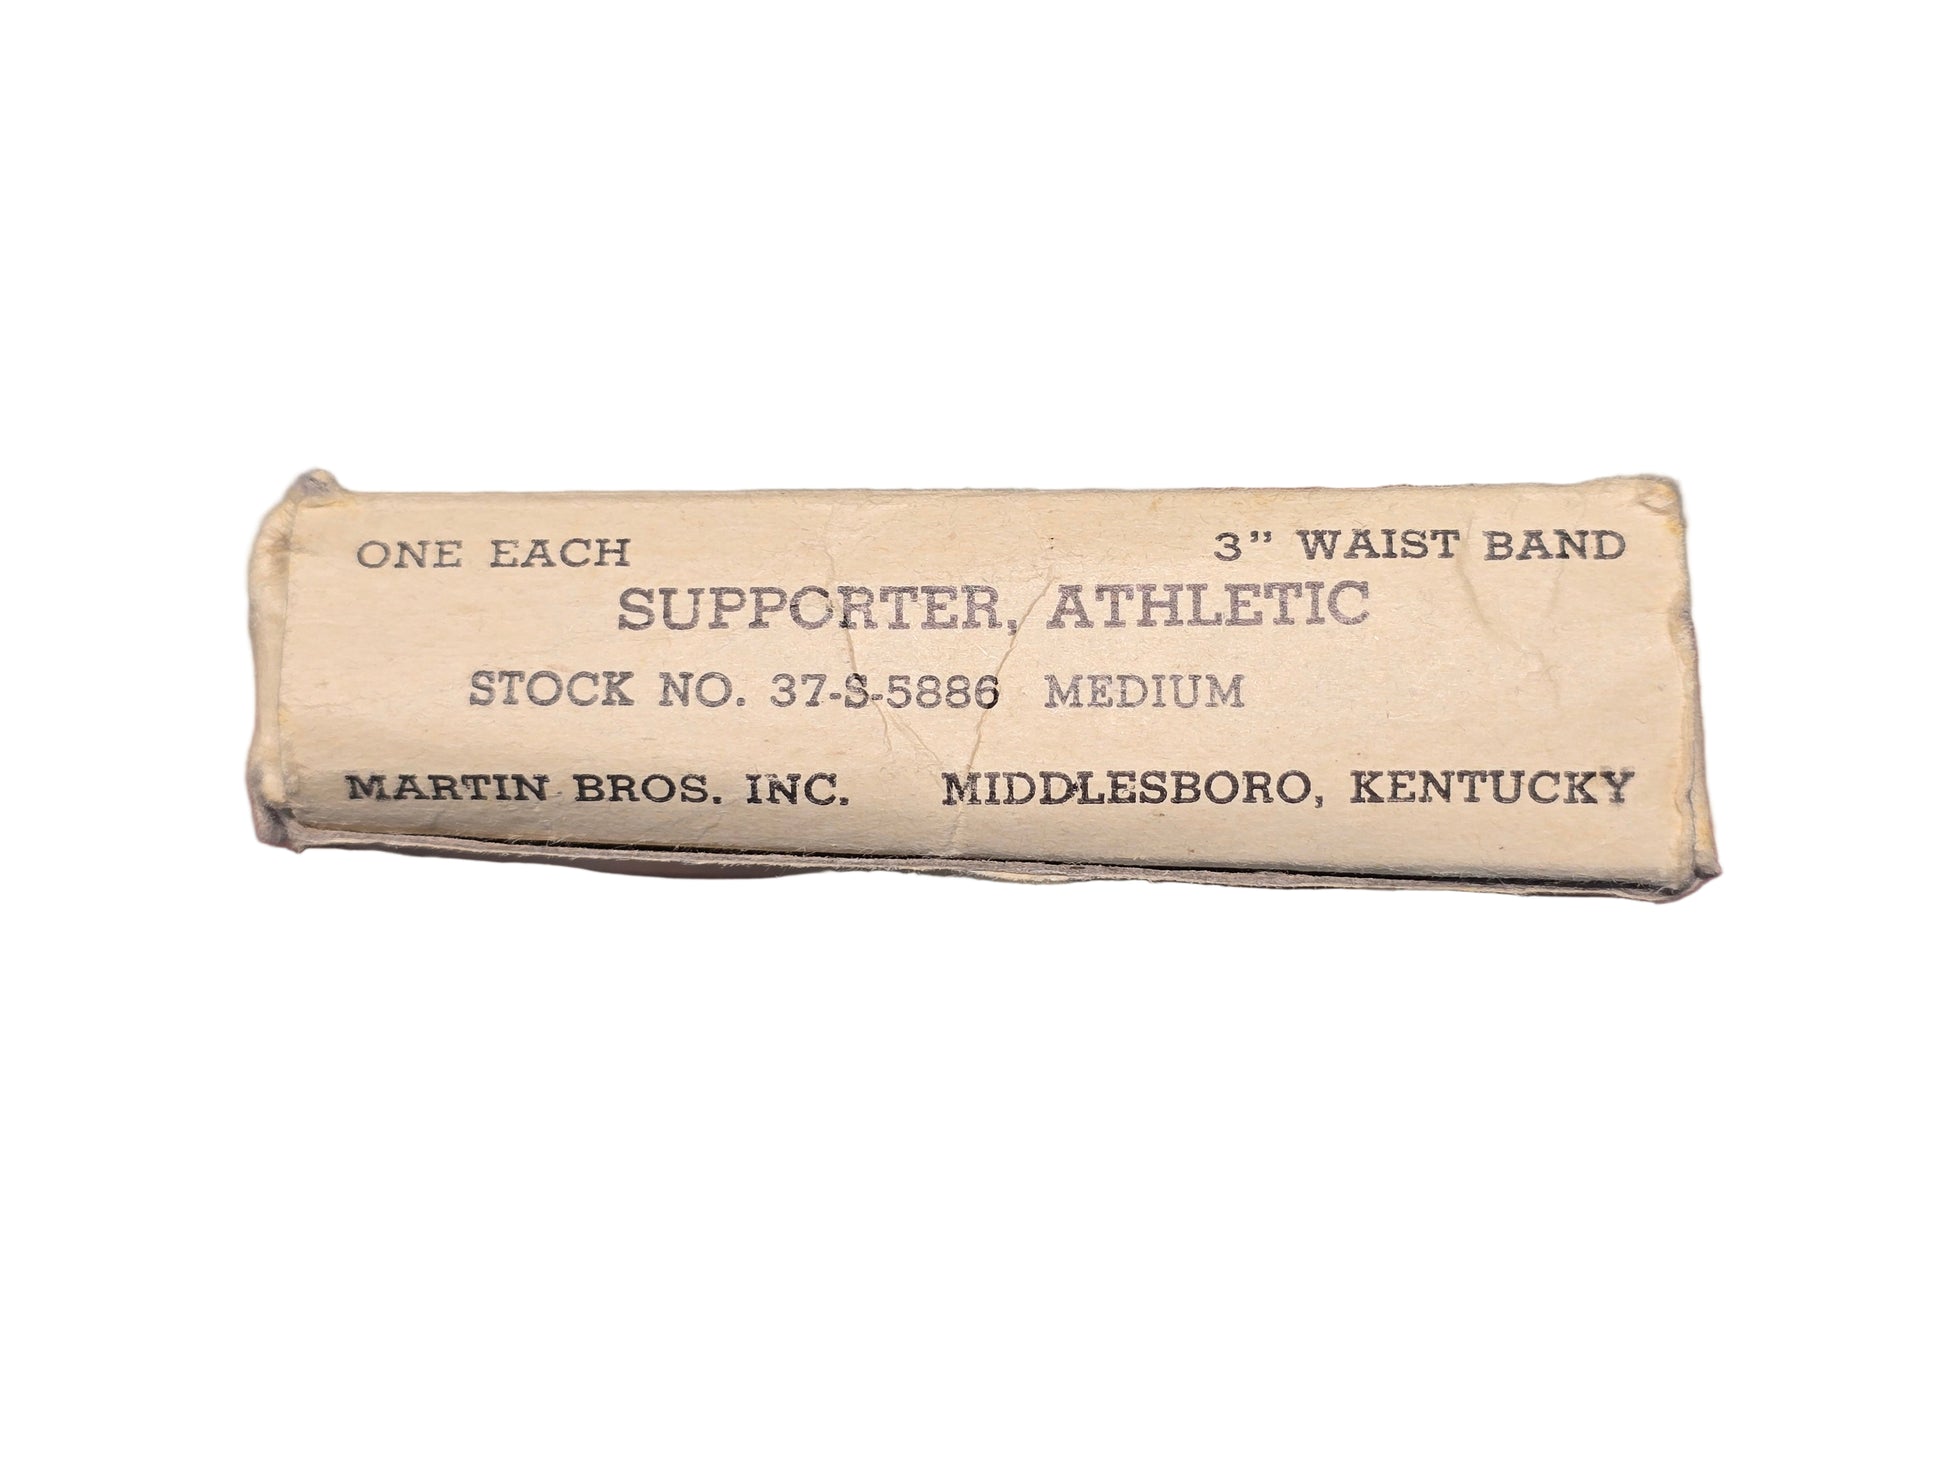 ONE EACH 3" WAIST BAND
SUPPORTER, ATHLETIC
STOCK NO. 37-S-5886 MEDIUM
MARTIN BROS. INC. MIDDLESBORO, KENTUCKY